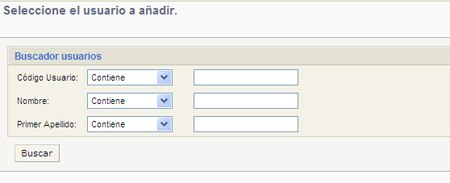 Seleccione el usuario a añadir.
Buscador usuarios
Código Usuario: Contiene
Nombre: Contiene
Primer Apellido: Contiene
Buscar